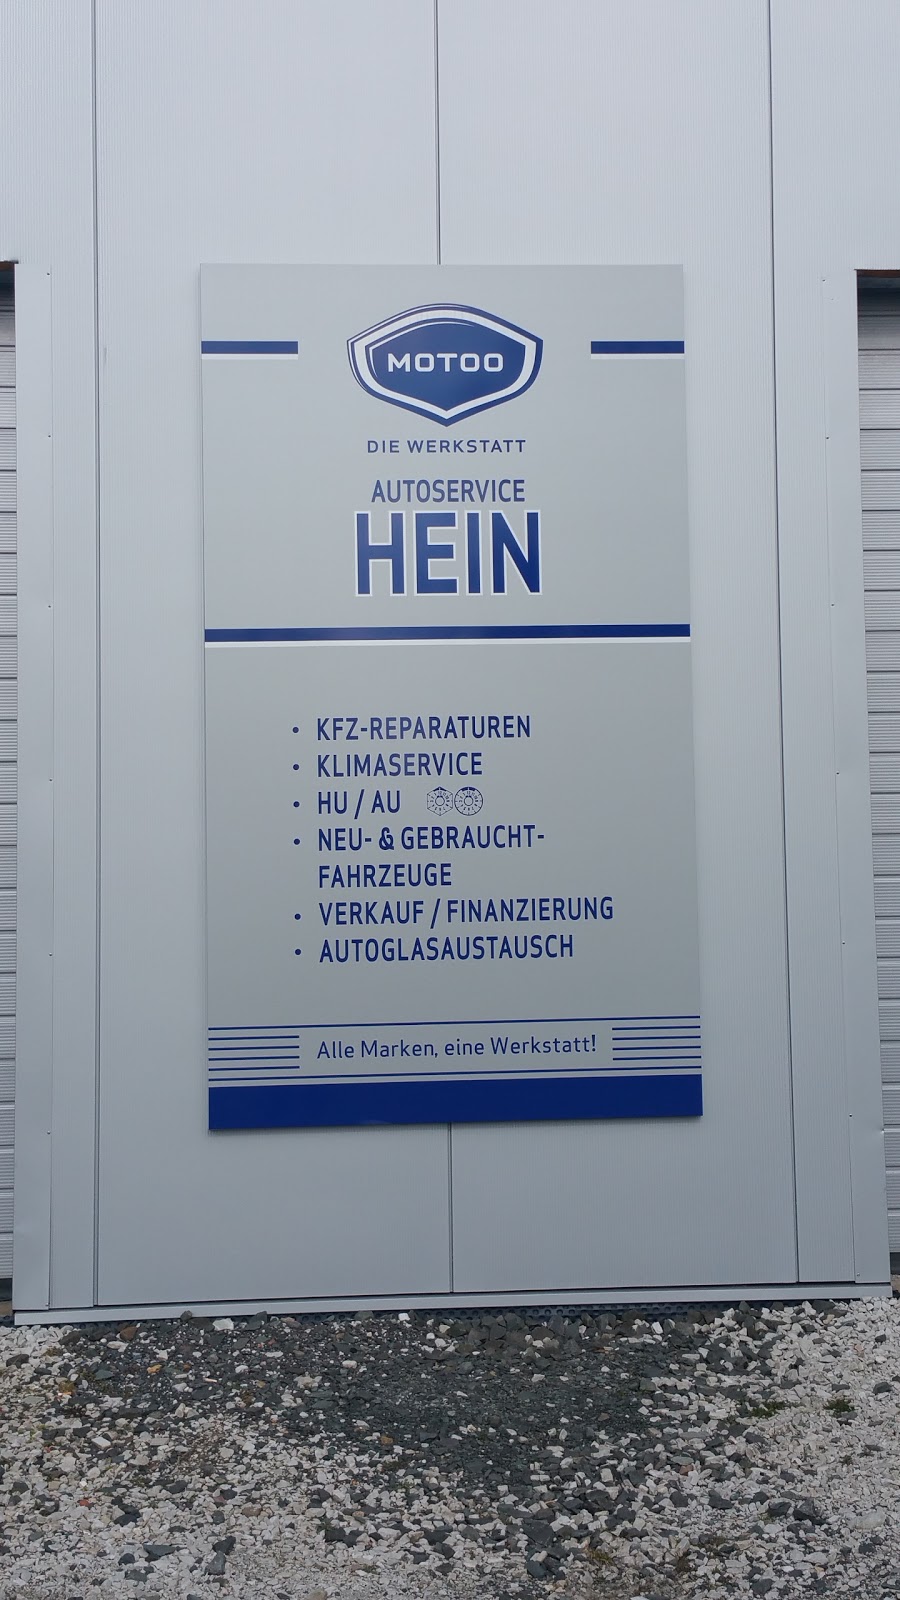 MOTOO
DIE WERKSTATT
AUTOSERVICE
HEIN
• KFZ-REPARATUREN
• KLIMASERVICE
• HU / AU
• NEU- & GEBRAUCHT-
FAHRZEUGE
• VERKAUF / FINANZIERUNG
• AUTOGLASAUSTAUSCH
Alle Marken, eine Werkstatt!